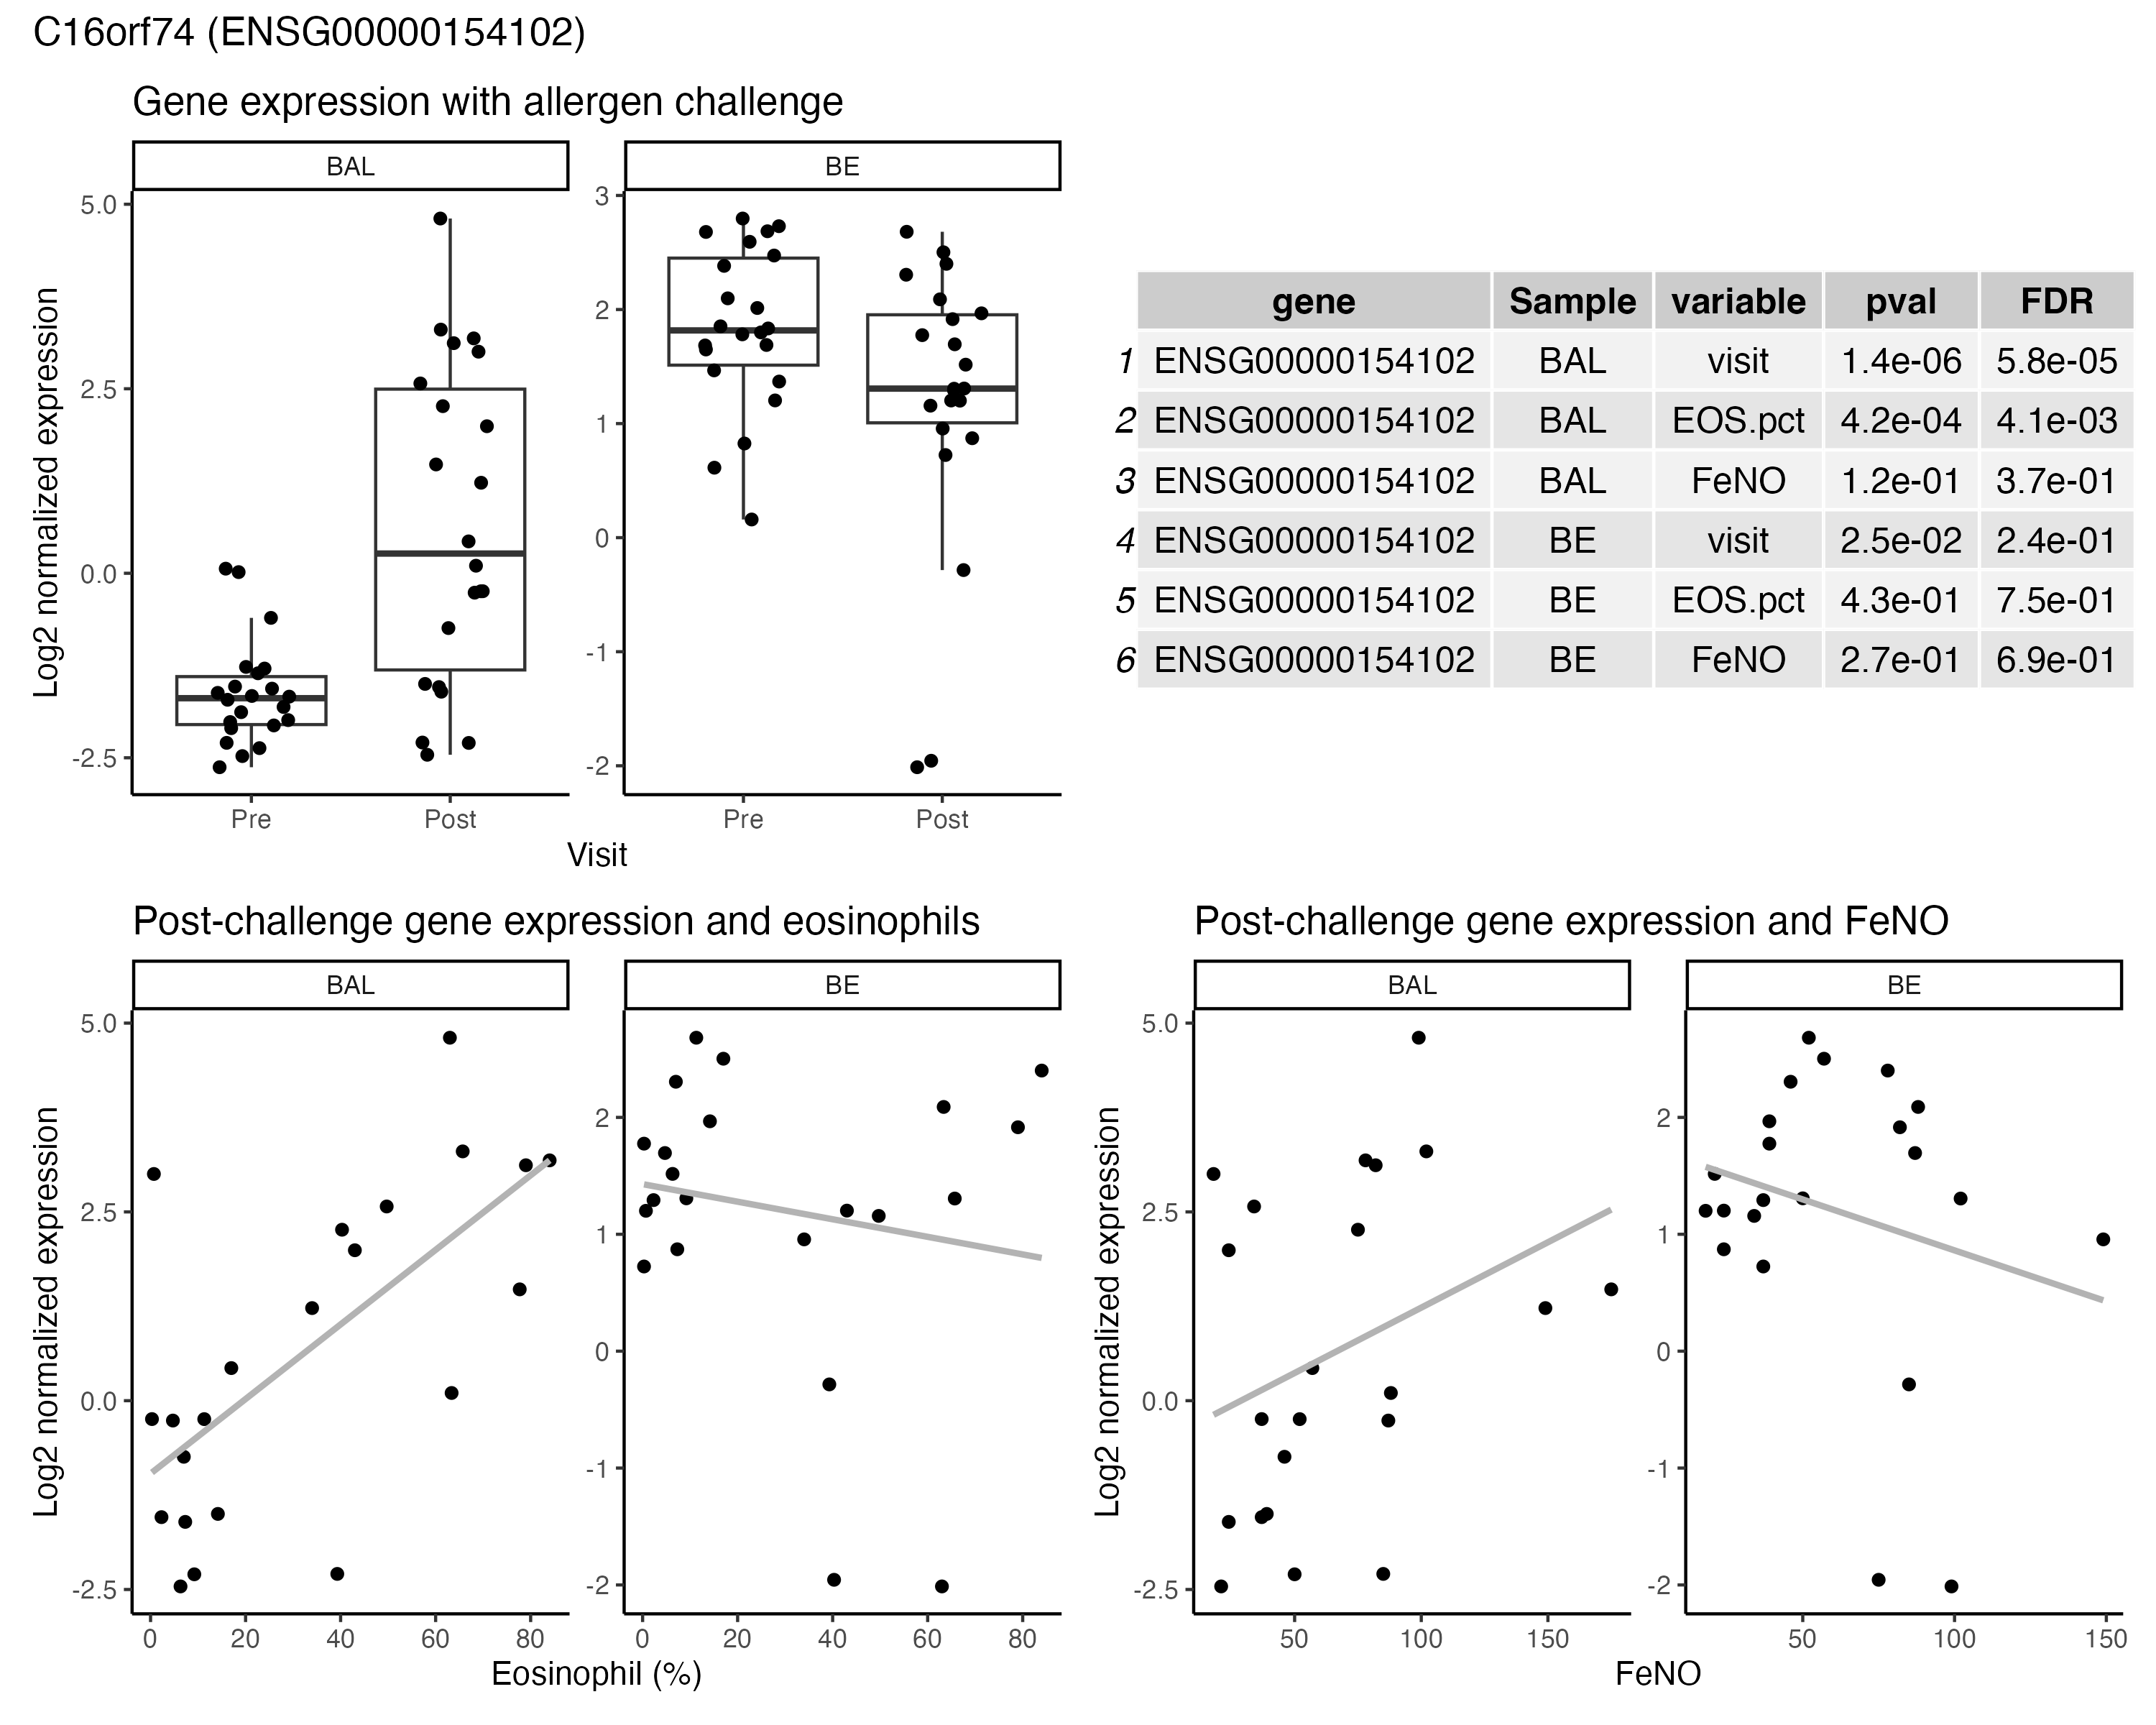 C16orf74 (ENSG00000154102)
Gene expression with allergen challenge
BAL
BE
Log2 normalized expression
5.0
2.5
0.0
-2.5
3
2
1
0
-1
-2
Pre
Post
Pre
Post
Visit
gene Sample variable pval FDR
1 ENSG00000154102 BAL visit 1.4e-06 5.8e-05
2 ENSG00000154102 BAL EOS.pct 4.2e-04 4.1e-03
3 ENSG00000154102 BAL FeNO 1.2e-01 3.7e-01
4 ENSG00000154102 BE visit 2.5e-02 2.4e-01
5 ENSG00000154102 BE EOS.pct 4.3e-01 7.5e-01
6 ENSG00000154102 BE FeNO 2.7e-01 6.9e-01
Post-challenge gene expression and eosinophils
BAL
BE
Log2 normalized expression
5.0
2.5
0.0
-2.5
2
1
0
-1
-2
0 20 40 60 80
0 20 40 60 80
Eosinophil (%)
Post-challenge gene expression and FeNO
BAL
BE
Log2 normalized expression
5.0
2.5
0.0
-2.5
2
1
0
-1
-2
50 100 150
50 100 150
FeNO